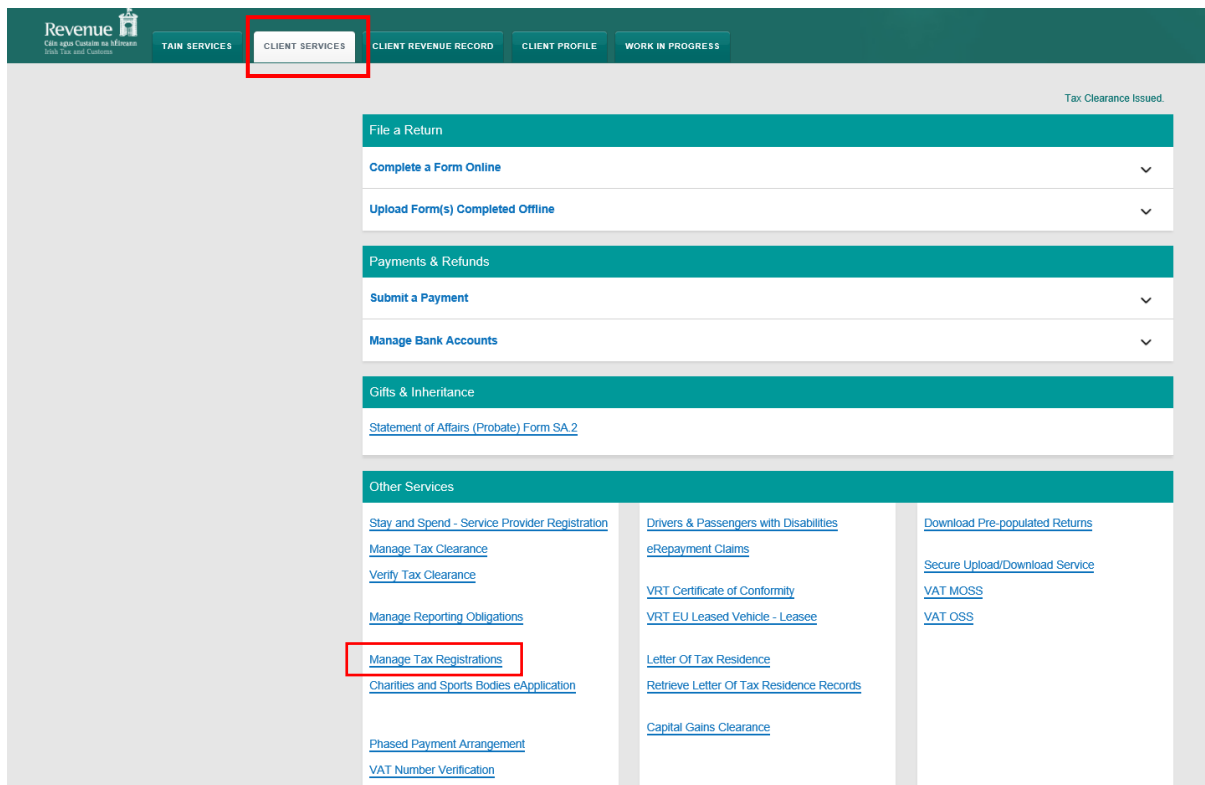 Revenue
Cáin agus Custaim na hÉireann
Irish Tax and Customs
TAIN SERVICES
CLIENT SERVICES
CLIENT REVENUE RECORD
CLIENT PROFILE
WORK IN PROGRESS
Tax Clearance Issued.
File a Return
Complete a Form Online
Upload Form(s) Completed Offline
Payments & Refunds
Submit a Payment
Manage Bank Accounts
Gifts & Inheritance
Statement of Affairs (Probate) Form SA.2
Other Services
Stay and Spend - Service Provider Registration
Manage Tax Clearance
Verify Tax Clearance
Manage Reporting Obligations
Manage Tax Registrations
Charities and Sports Bodies eApplication
Phased Payment Arrangement
VAT Number Verification
Drivers & Passengers with Disabilities
eRepayment Claims
VRT Certificate of Conformity
VRT EU Leased Vehicle - Leasee
Letter Of Tax Residence
Retrieve Letter Of Tax Residence Records
Capital Gains Clearance
Download Pre-populated Returns
Secure Upload/Download Service
VAT MOSS
VAT OSS